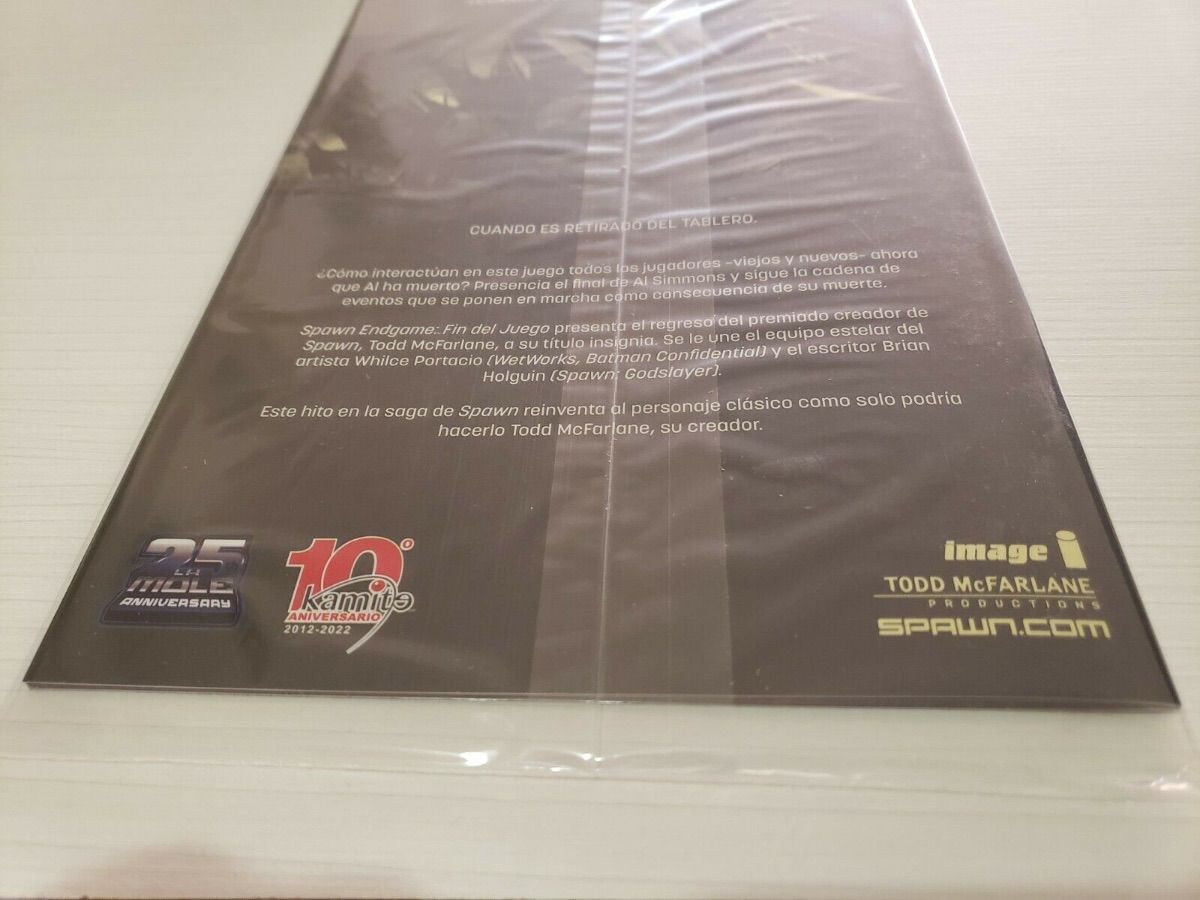 CUANDO ES RETIRADO DEL TABLERO.
¿Cómo interactúan en este juego todos los jugadores -viejos y nuevos- ahora
que Al ha muerto? Presencia el final de Al Simmons y sigue la cadena de
eventos que se ponen en marcha como consecuencia de su muerte.
Spawn Endgame: Fin del Juego presenta el regreso del premiado creador de
Spawn, Todd McFarlane, a su título insignia. Se le une el equipo estelar del
artista Whilce Portacio (WetWorks, Batman Confidential) y el escritor Brian
Holguin (Spawn: Godslayer).
Este hito en la saga de Spawn reinventa al personaje clásico como solo podría
hacerlo Todd McFarlane, su creador.
25
LA
MOLE
ANNIVERSARY
10°
kamite
ANIVERSARIO
2012-2022
image i
TODD McFARLANE
PRODUCTIONS
SPAWN.COM